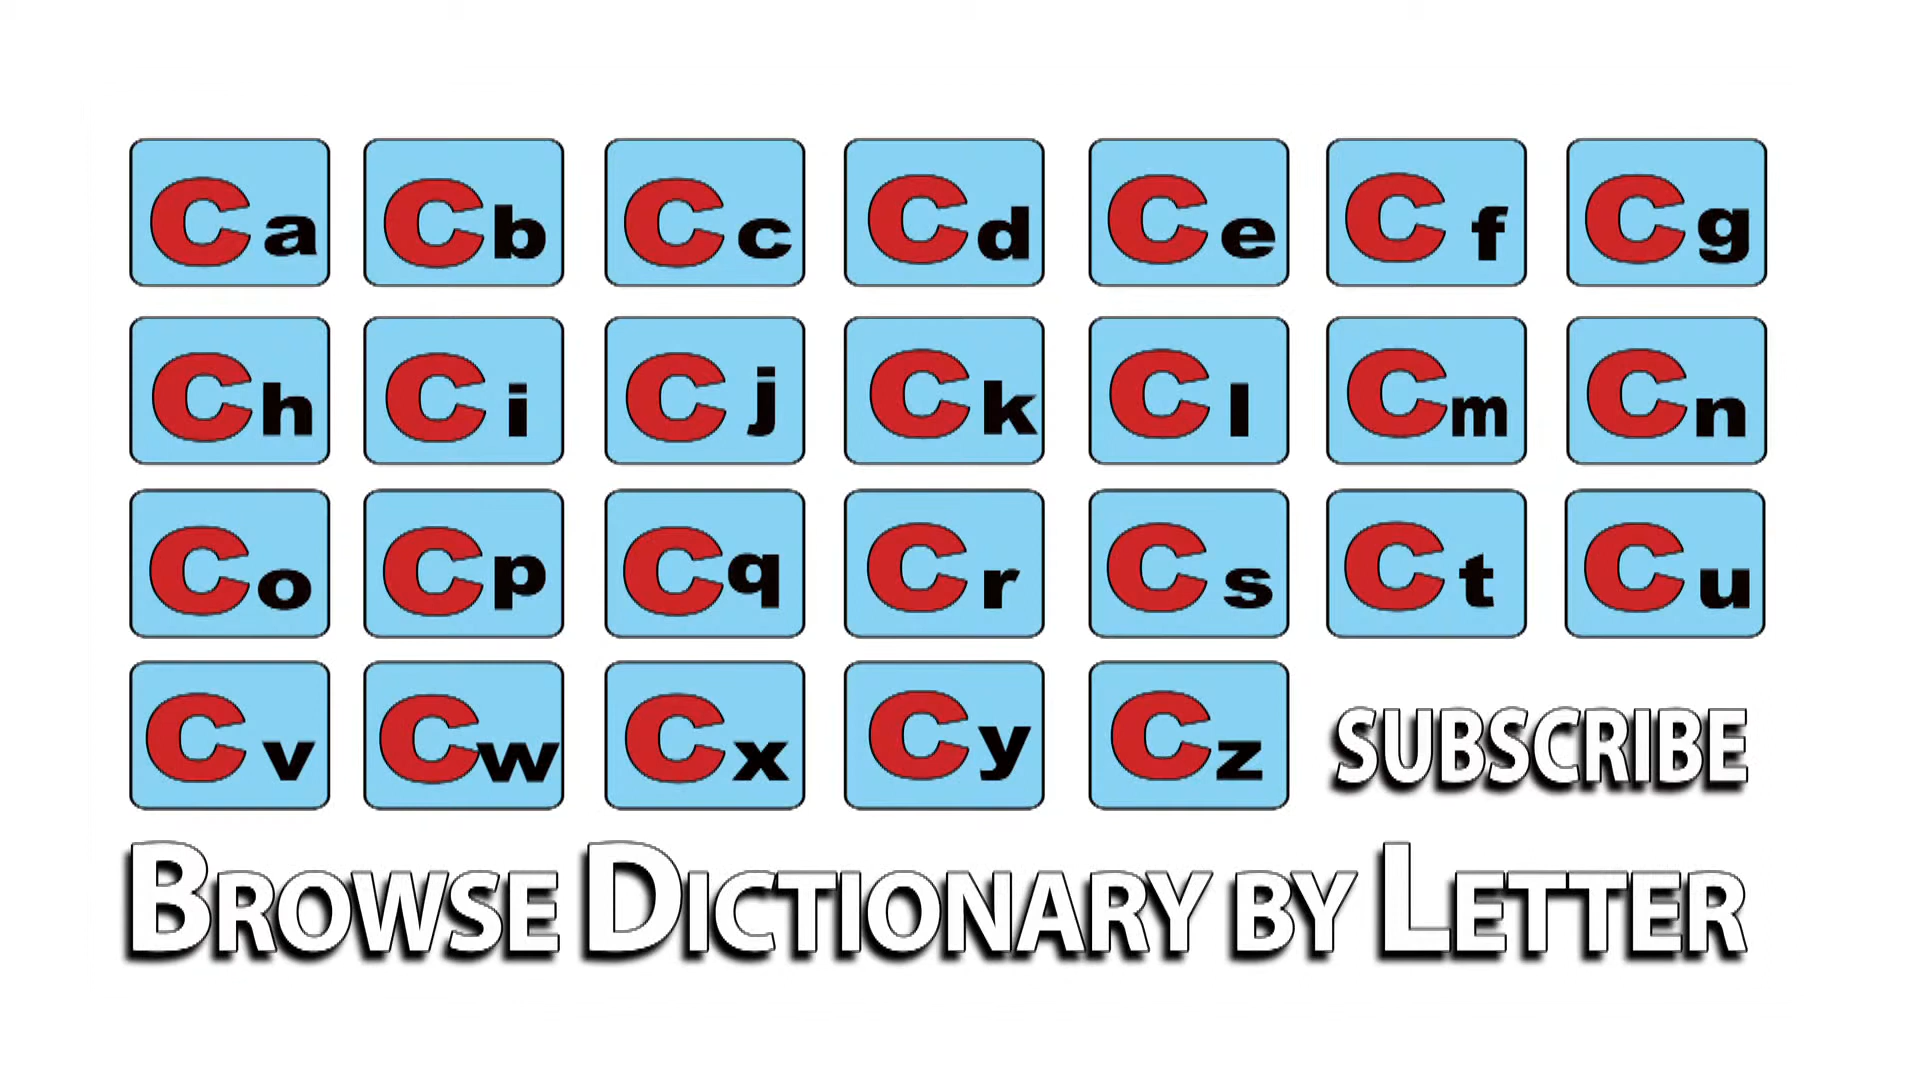 Ca Cb Cc Cd Ce Cf Cg
Ch Ci Cj Ck Cl Cm Cn
Co Cp Cq Cr Cs Ct Cu
Cv Cw Cx Cy Cz SUBSCRIBE
BROWSE DICTIONARY BY LETTER